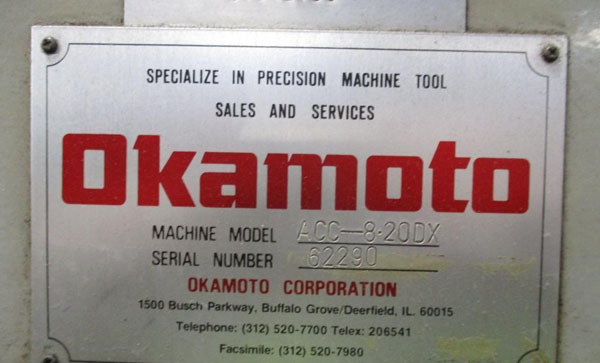 SPECIALIZE IN PRECISION MACHINE TOOL
SALES AND SERVICES
Okamoto
MACHINE MODEL ACC-8·20DX
SERIAL NUMBER 62290
OKAMOTO CORPORATION
1500 Busch Parkway, Buffalo Grove/Deerfield, IL. 60015
Telephone: (312) 520-7700 Telex: 206541
Facsimile: (312) 520-7980